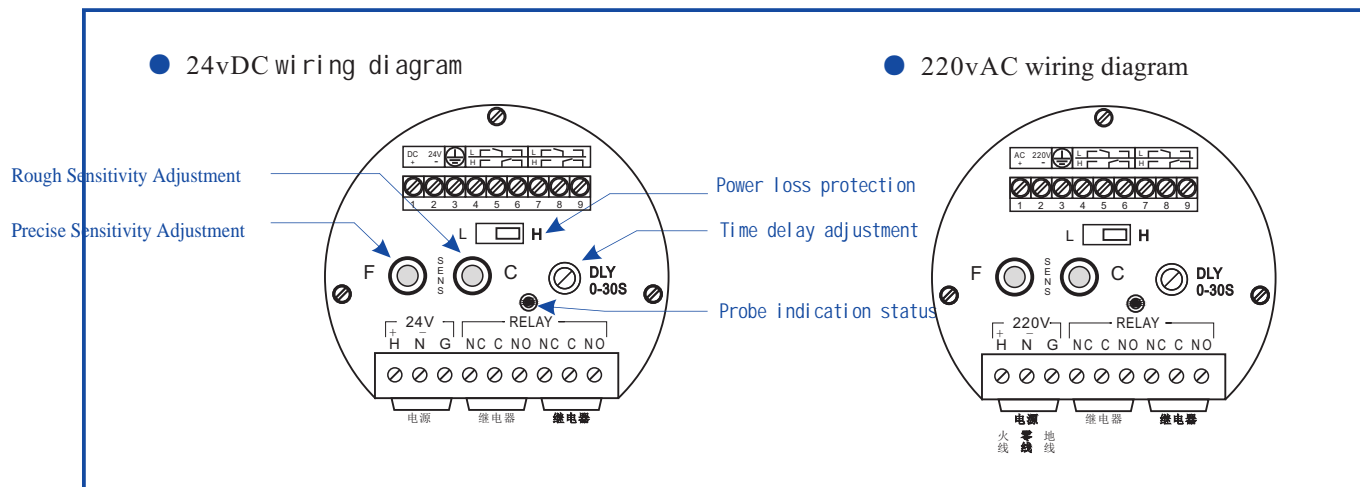 24vDC wiring diagram
220vAC wiring diagram
DC 24V L L
+ - H H
1 2 3 4 5 6 7 8 9
Rough Sensitivity Adjustment
Precise Sensitivity Adjustment
Power loss protection
Time delay adjustment
Probe indication status
L H
F SENS C DLY
0-30S
24V RELAY
+ −
H N G NC C NO NC C NO
电源 继电器 继电器
AC 220V L L
+ - H H
1 2 3 4 5 6 7 8 9
L H
F SENS C DLY
0-30S
220V RELAY
+ −
H N G NC C NO NC C NO
电源 继电器 继电器
火线 零线 地线